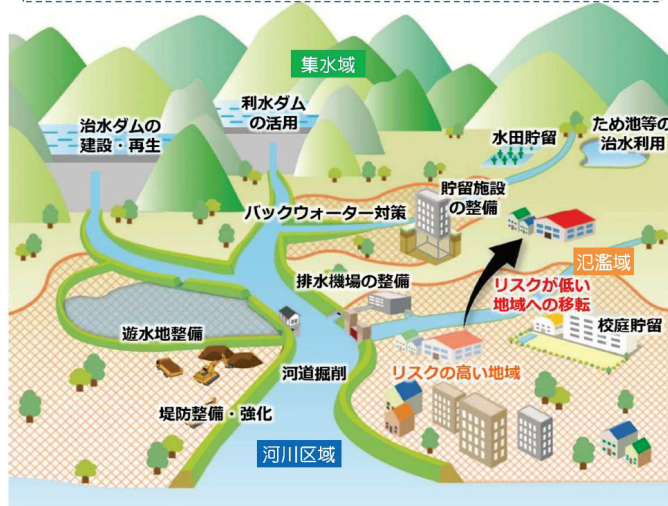 集水域
治水ダムの
建設・再生
利水ダム
の活用
水田貯留
ため池等の
治水利用
貯留施設
の整備
バックウォーター対策
氾濫域
排水機場の整備
リスクが低い
地域への移転
校庭貯留
遊水地整備
河道掘削
リスクの高い地域
堤防整備・強化
河川区域